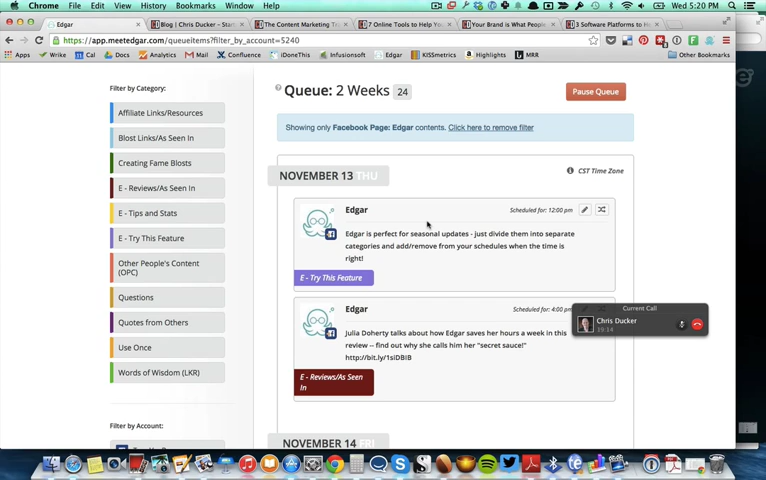 Chrome File Edit View History Bookmarks Window Help
Wed 5:20 PM
Edgar
Blog | Chris Ducker – Star
The Content Marketing Tri
7 Online Tools to Help You
Your Brand is What People
3 Software Platforms to H
https://app.meetedgar.com/queueitems?filter_by_account=5240
Apps Wrike Cal To Do Docs Analytics Mail Confluence iDoneThis Infusionsoft Edgar KISSmetrics Highlights MRR Other Bookmarks
Filter by Category:
Affiliate Links/Resources
Blost Links/As Seen In
Creating Fame Blosts
E - Reviews/As Seen In
E - Tips and Stats
E - Try This Feature
Other People's Content
(OPC)
Questions
Quotes from Others
Use Once
Words of Wisdom (LKR)
Filter by Account:
Queue: 2 Weeks 24
Pause Queue
Showing only Facebook Page: Edgar contents. Click here to remove filter
NOVEMBER 13 THU
CST Time Zone
Edgar
Scheduled for: 12:00 pm
Edgar is perfect for seasonal updates - just divide them into separate
categories and add/remove from your schedules when the time is
right!
E - Try This Feature
Edgar
Scheduled for: 4:00 pm
Julia Doherty talks about how Edgar saves her hours a week in this
review -- find out why she calls him her "secret sauce!"
http://bit.ly/1siDBIB
E - Reviews/As Seen
In
Current Call
Chris Ducker
19:14
NOVEMBER 14 FRI